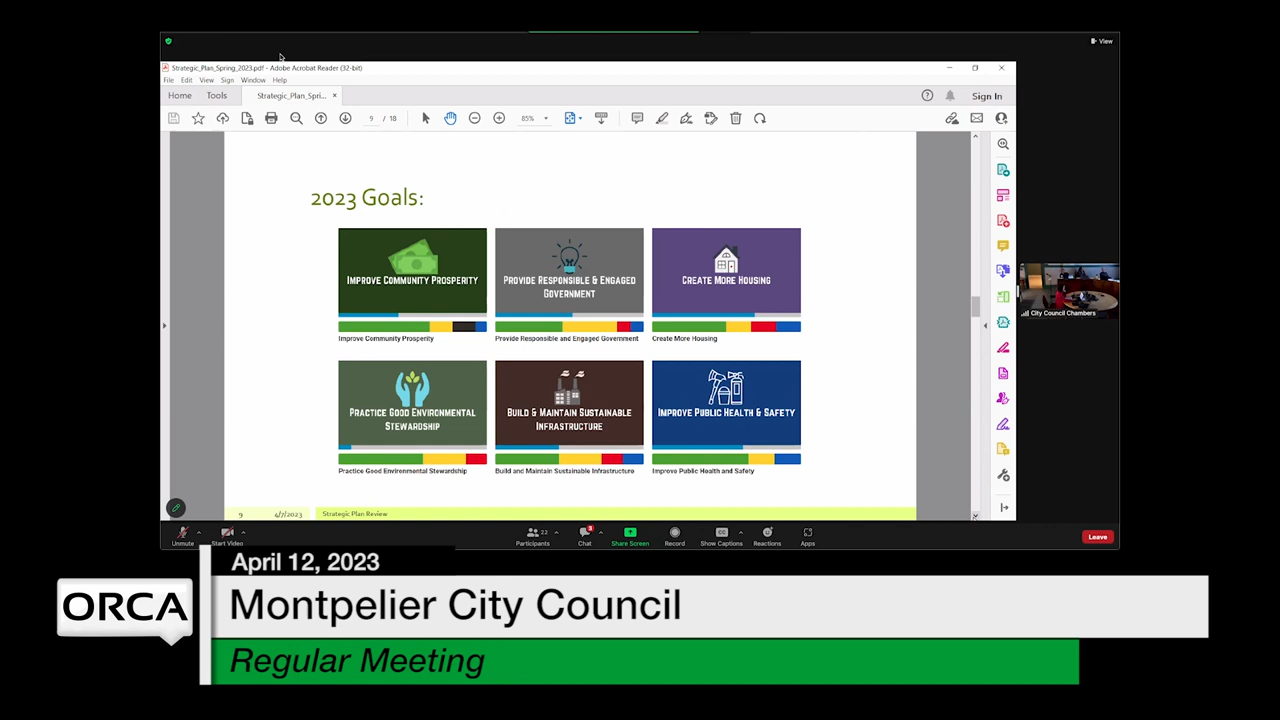 View
Strategic_Plan_Spring_2023.pdf - Adobe Acrobat Reader (32-bit)
File Edit View Sign Window Help
Home Tools Strategic_Plan_Spri... × Sign In
9 / 18 85%
2023 Goals:
IMPROVE COMMUNITY PROSPERITY
PROVIDE RESPONSIBLE & ENGAGED
GOVERNMENT
CREATE MORE HOUSING
Improve Community Prosperity
Provide Responsible and Engaged Government
Create More Housing
PRACTICE GOOD ENVIRONMENTAL
STEWARDSHIP
BUILD & MAINTAIN SUSTAINABLE
INFRASTRUCTURE
IMPROVE PUBLIC HEALTH & SAFETY
Practice Good Environmental Stewardship
Build and Maintain Sustainable Infrastructure
Improve Public Health and Safety
City Council Chambers
9 4/7/2023 Strategic Plan Review
22 3
Unmute Start Video Participants Chat Share Screen Record Show Captions Reactions Apps Leave
April 12, 2023
ORCA
Montpelier City Council
Regular Meeting